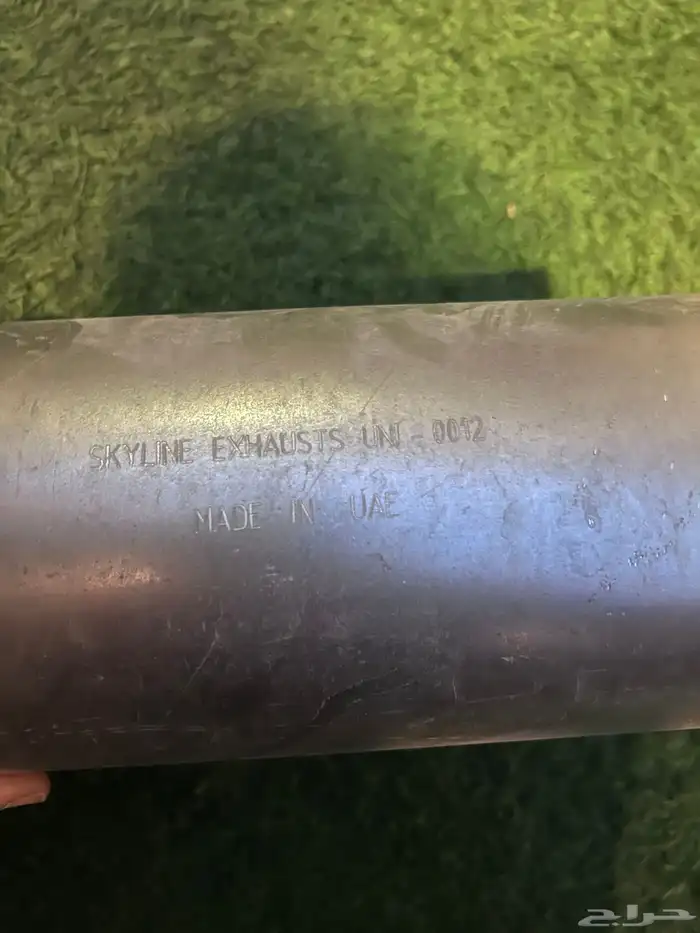 SKYLINE EXHAUSTS UNI - 0012
MADE IN UAE
حراج